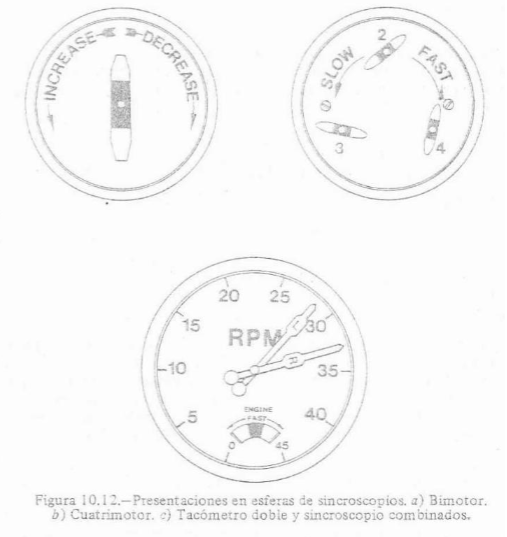 INCREASE DECREASE
2
SLOW FAST
3 4
20 25
15 30
RPM
L
R
10 35
5 40
ENGINE
FAST
0 45
Figura 10.12.—Presentaciones en esferas de sincroscopios. a) Bimotor.
b) Cuatrimotor. c) Tacómetro doble y sincroscopio combinados.